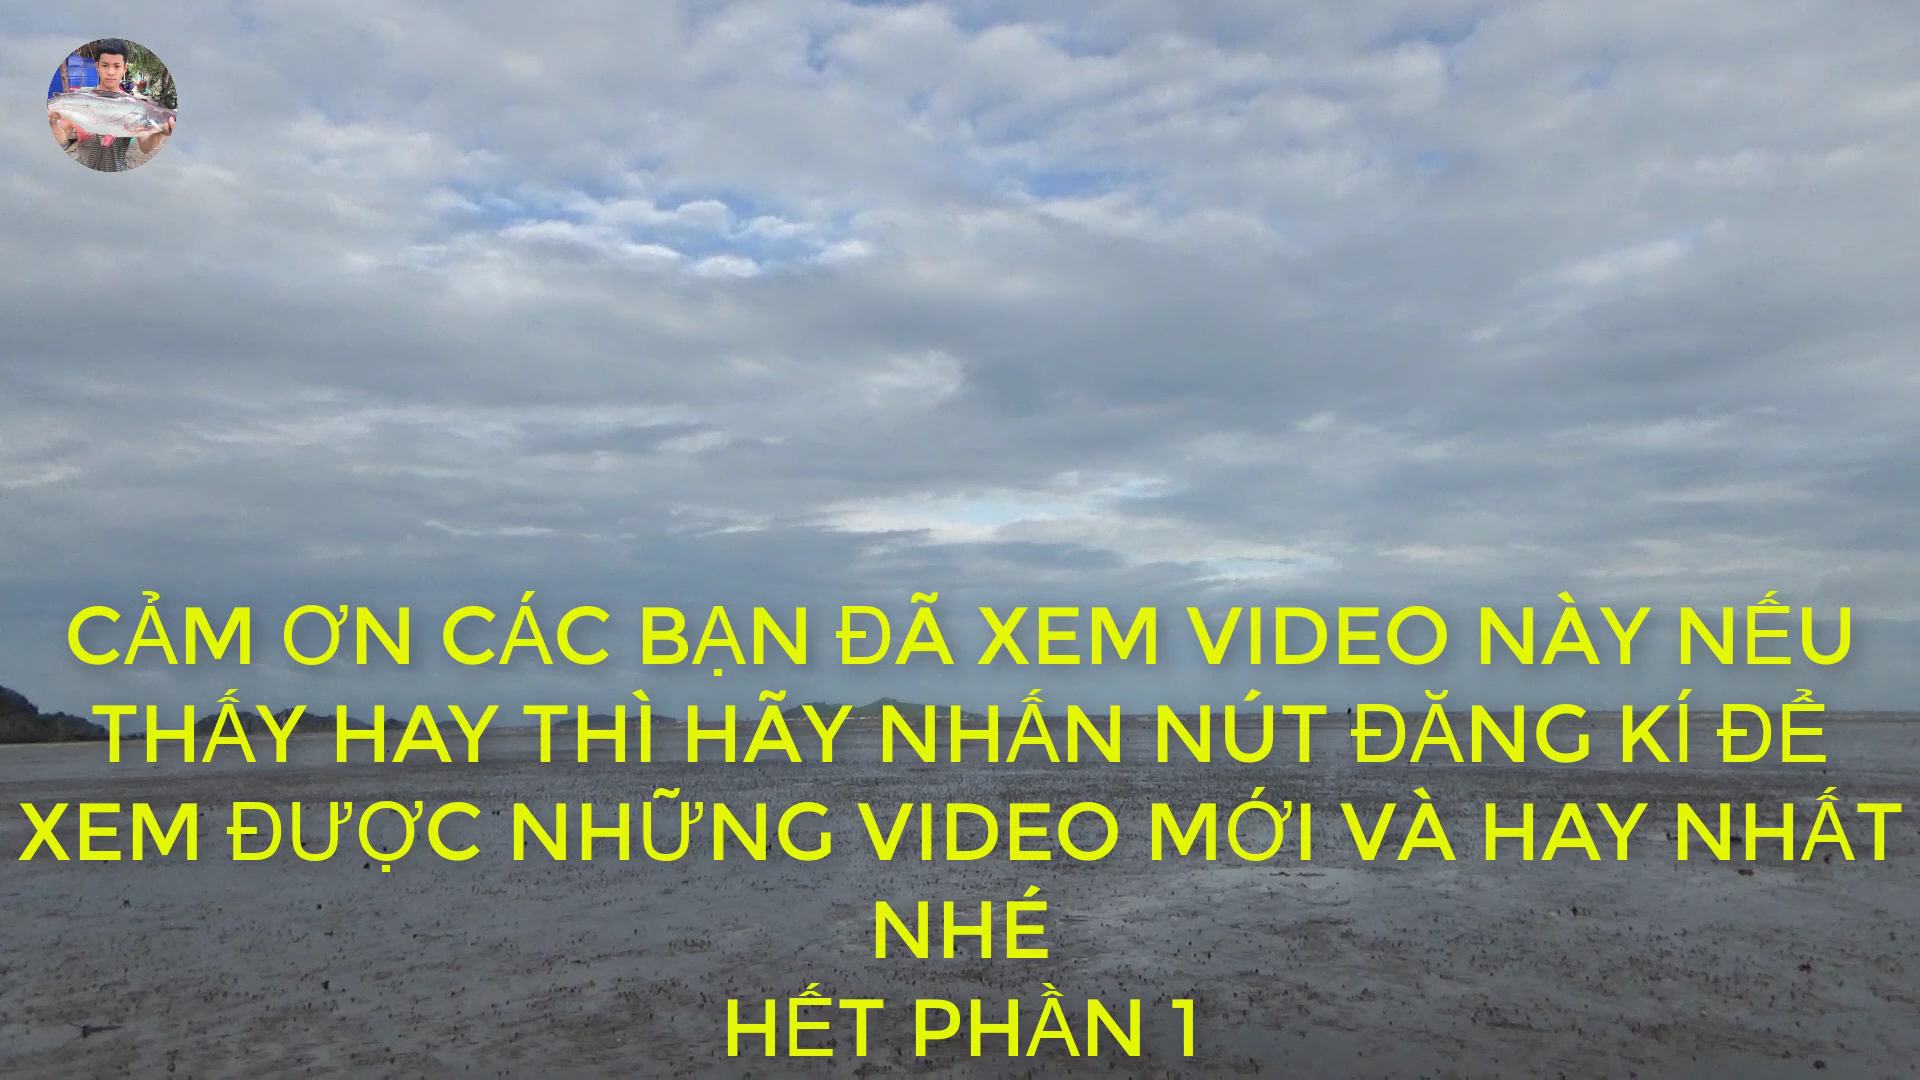 CẢM ƠN CÁC BẠN ĐÃ XEM VIDEO NÀY NẾU
THẤY HAY THÌ HÃY NHẤN NÚT ĐĂNG KÍ ĐỂ
XEM ĐƯỢC NHỮNG VIDEO MỚI VÀ HAY NHẤT
NHÉ
HẾT PHẦN 1